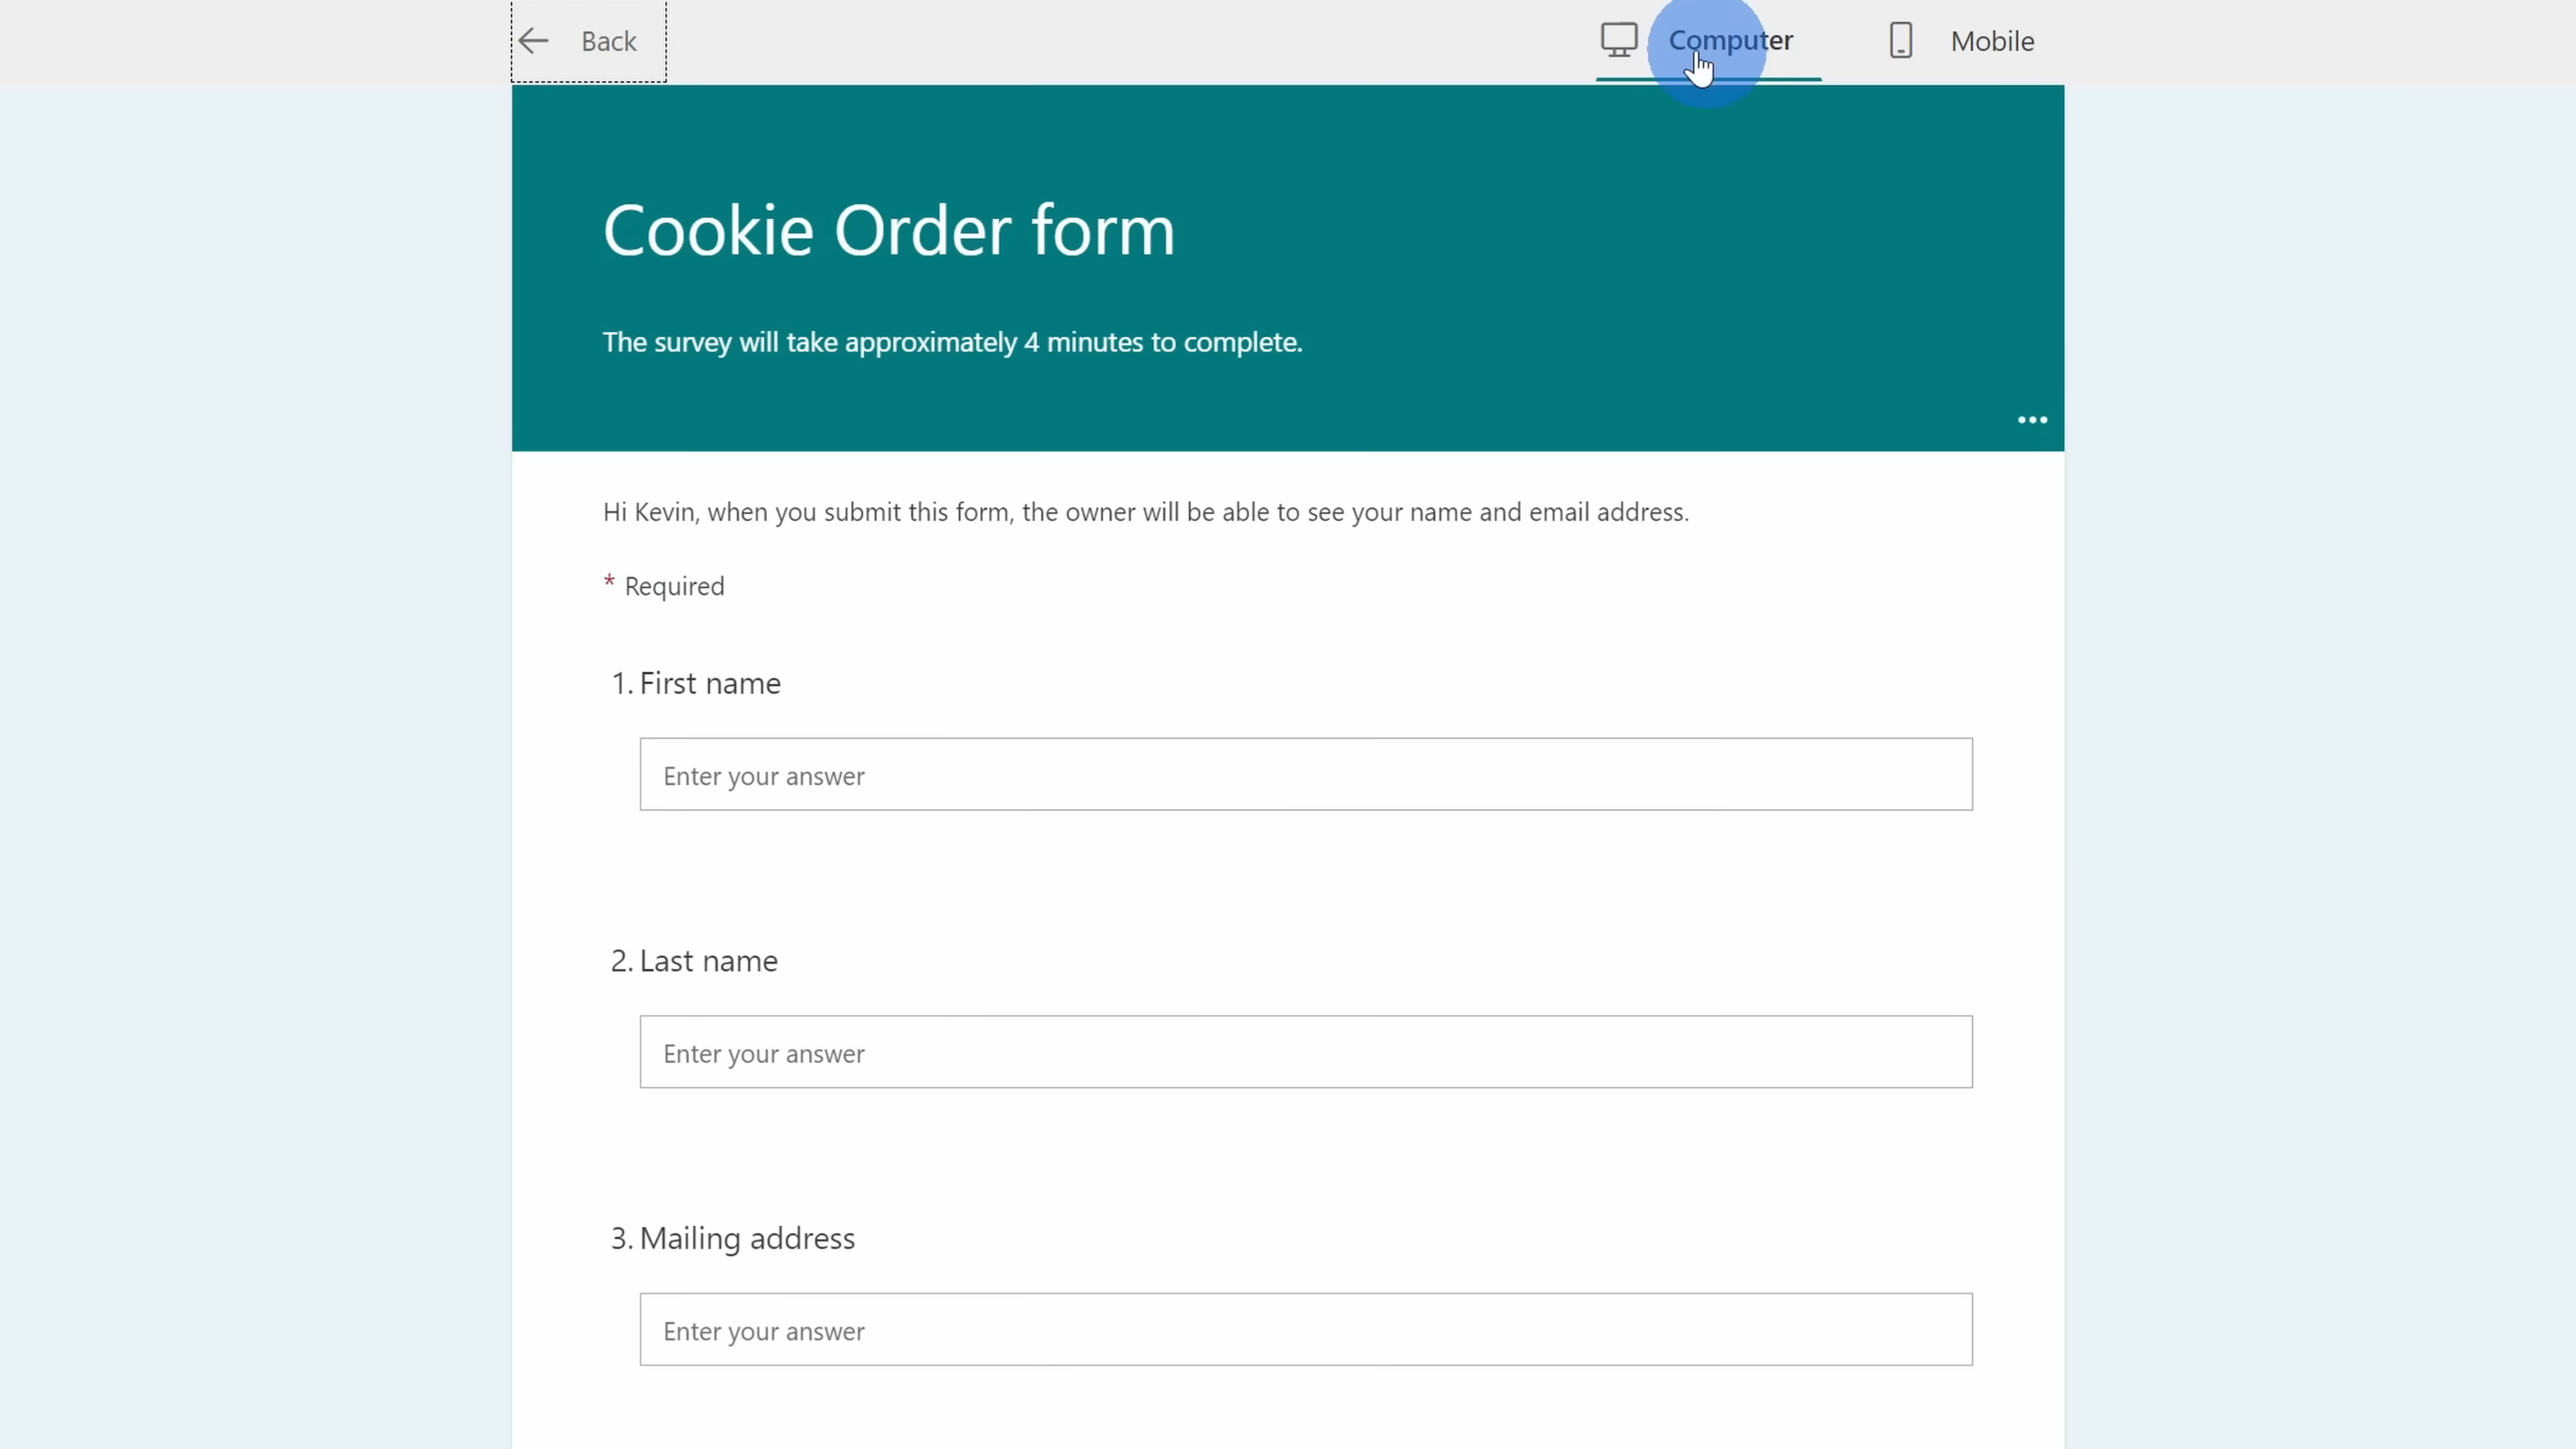 Back
Computer
Mobile
Cookie Order form
The survey will take approximately 4 minutes to complete.
...
Hi Kevin, when you submit this form, the owner will be able to see your name and email address.
* Required
1. First name
Enter your answer
2. Last name
Enter your answer
3. Mailing address
Enter your answer